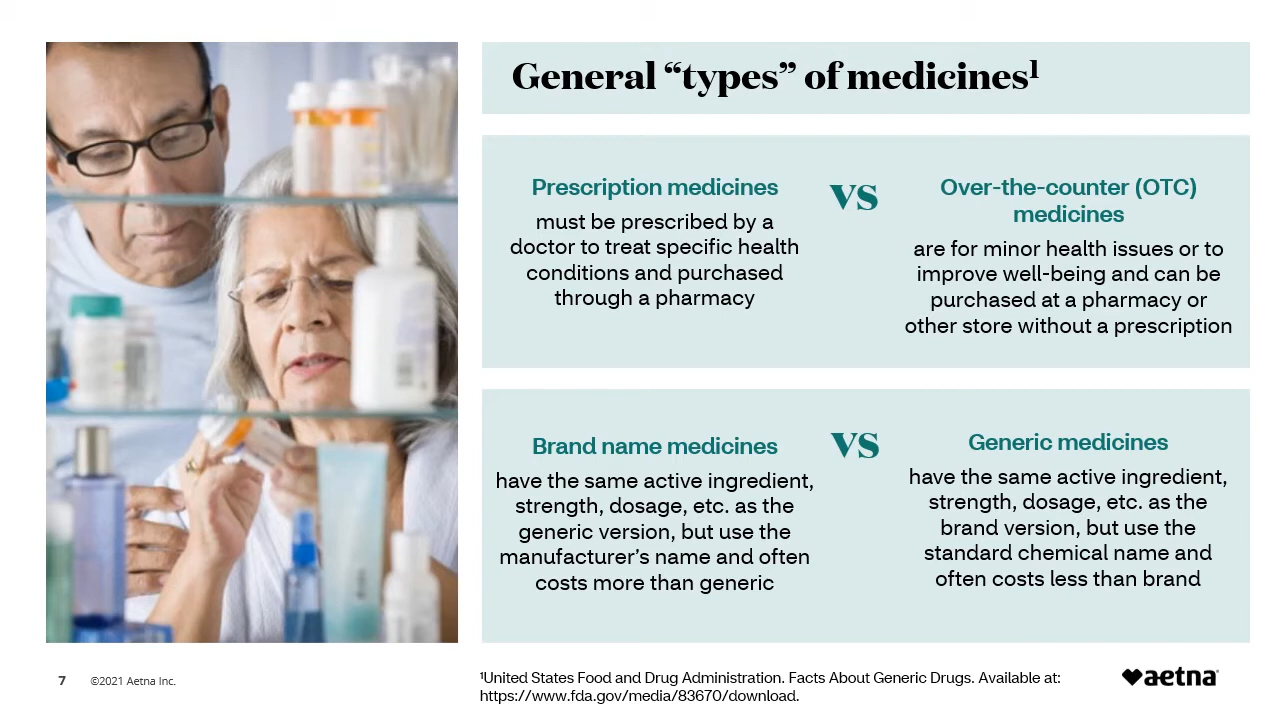 General “types” of medicines¹
Prescription medicines
must be prescribed by a
doctor to treat specific health
conditions and purchased
through a pharmacy
vs
Over-the-counter (OTC)
medicines
are for minor health issues or to
improve well-being and can be
purchased at a pharmacy or
other store without a prescription
Brand name medicines
have the same active ingredient,
strength, dosage, etc. as the
generic version, but use the
manufacturer’s name and often
costs more than generic
vs
Generic medicines
have the same active ingredient,
strength, dosage, etc. as the
brand version, but use the
standard chemical name and
often costs less than brand
7
©2021 Aetna Inc.
¹United States Food and Drug Administration. Facts About Generic Drugs. Available at:
https://www.fda.gov/media/83670/download.
aetna®